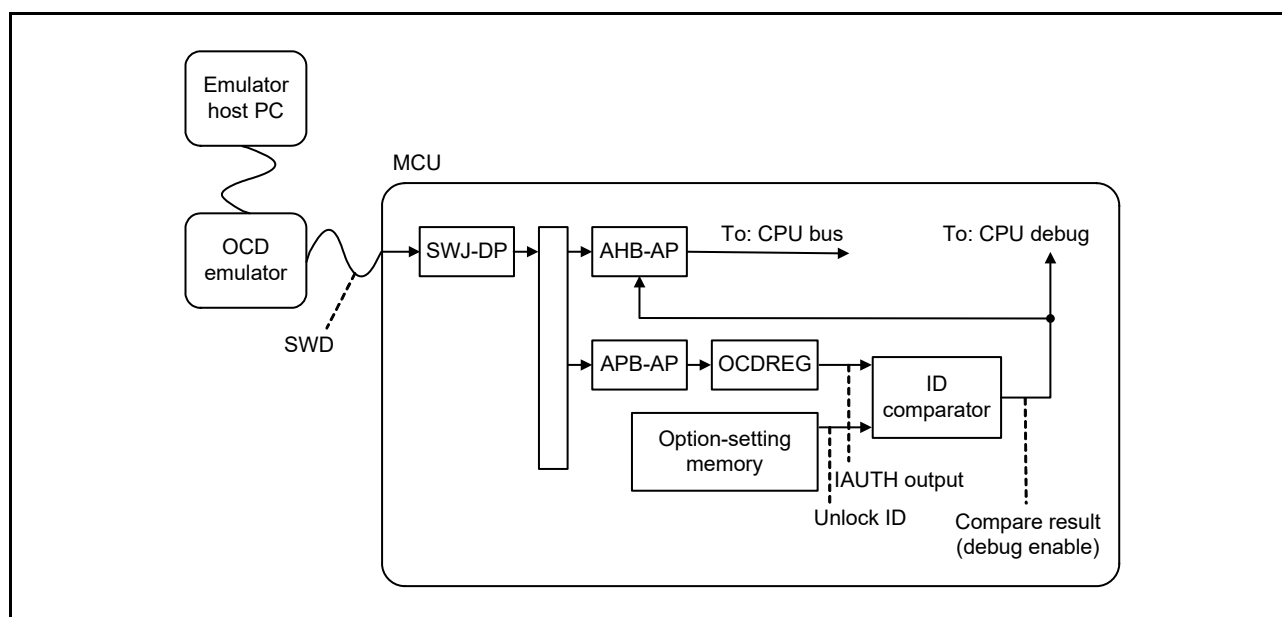 Emulator
host PC
MCU
OCD
emulator
SWD
SWJ-DP
AHB-AP
To: CPU bus
To: CPU debug
APB-AP
OCDREG
ID
comparator
Option-setting
memory
IAUTH output
Unlock ID
Compare result
(debug enable)